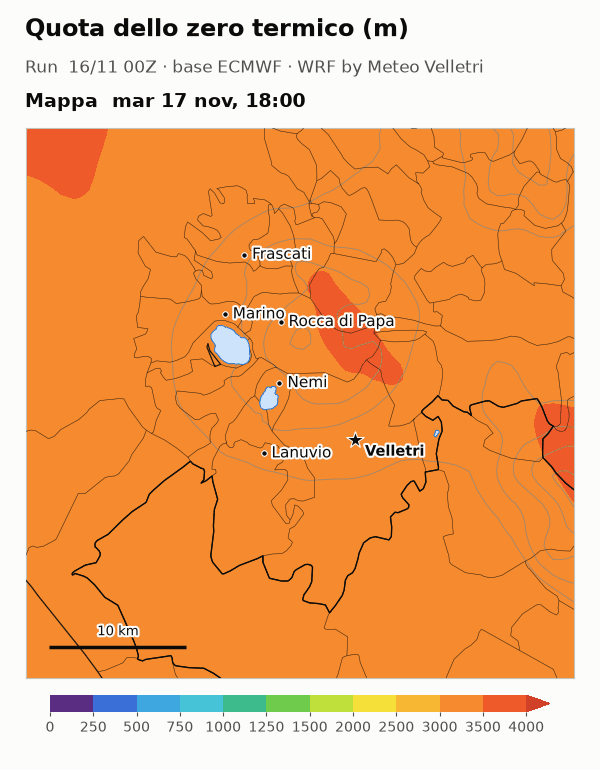 Quota dello zero termico (m)
Run  16/11 00Z · base ECMWF · WRF by Meteo Velletri
Mappa  mar 17 nov, 18:00
Frascati
Marino
Rocca di Papa
Nemi
Velletri
Lanuvio
10 km
0 250 500 750 1000 1250 1500 2000 2500 3000 3500 4000